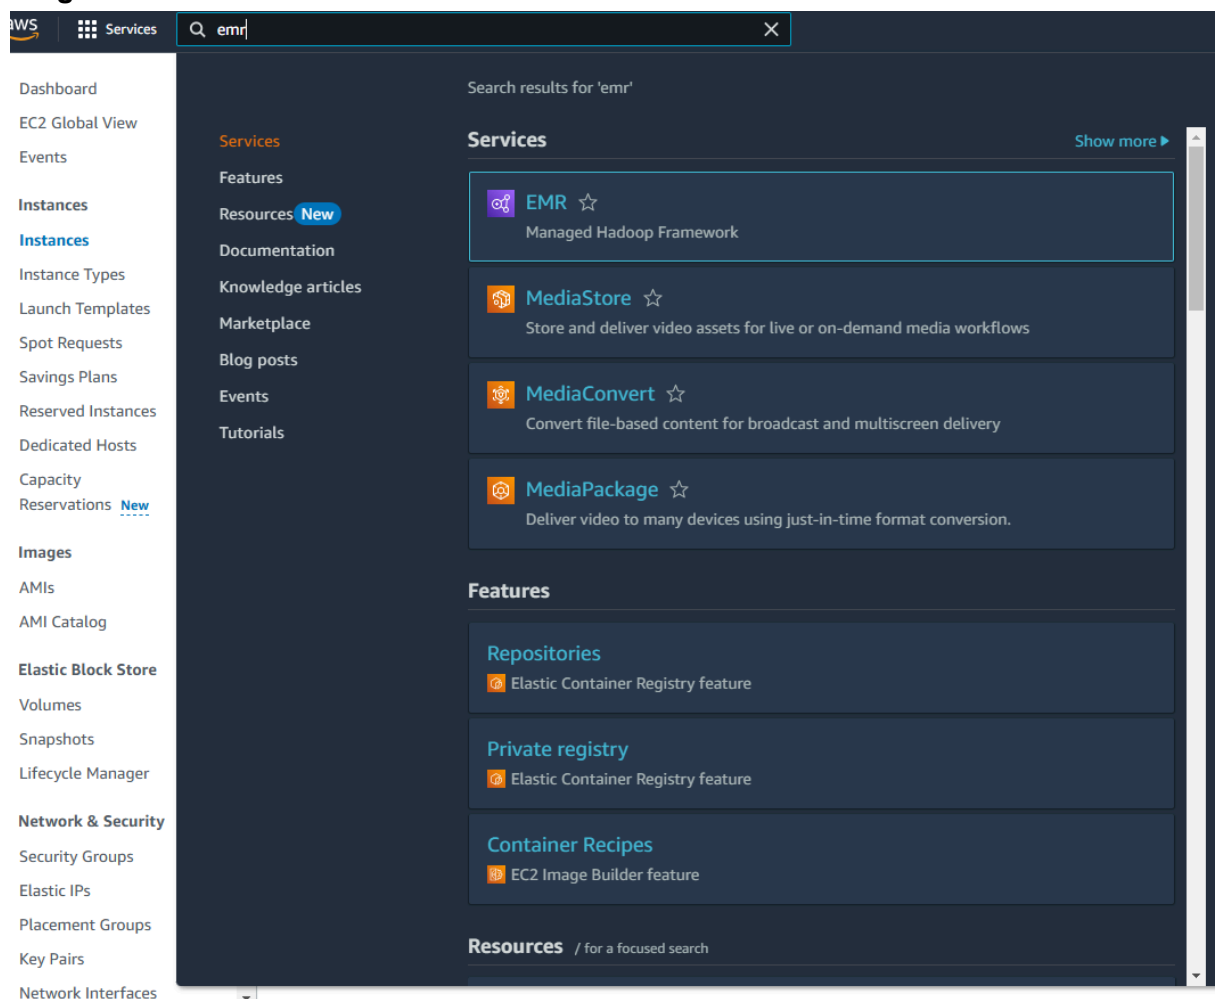 aws
Services
emr
Dashboard
EC2 Global View
Events
Instances
Instances
Instance Types
Launch Templates
Spot Requests
Savings Plans
Reserved Instances
Dedicated Hosts
Capacity
Reservations New
Images
AMIs
AMI Catalog
Elastic Block Store
Volumes
Snapshots
Lifecycle Manager
Network & Security
Security Groups
Elastic IPs
Placement Groups
Key Pairs
Network Interfaces
Services
Features
Resources New
Documentation
Knowledge articles
Marketplace
Blog posts
Events
Tutorials
Search results for 'emr'
Services
Show more
EMR
Managed Hadoop Framework
MediaStore
Store and deliver video assets for live or on-demand media workflows
MediaConvert
Convert file-based content for broadcast and multiscreen delivery
MediaPackage
Deliver video to many devices using just-in-time format conversion.
Features
Repositories
Elastic Container Registry feature
Private registry
Elastic Container Registry feature
Container Recipes
EC2 Image Builder feature
Resources / for a focused search